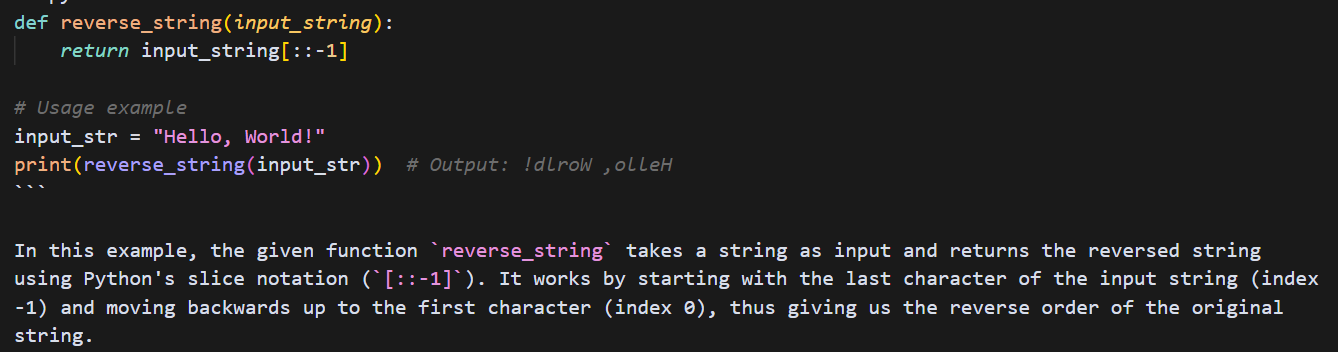 def reverse_string(input_string):
    return input_string[::-1]

# Usage example
input_str = "Hello, World!"
print(reverse_string(input_str))  # Output: !dlroW ,olleH
```

In this example, the given function `reverse_string` takes a string as input and returns the reversed string
using Python's slice notation (`[::-1]`). It works by starting with the last character of the input string (index
-1) and moving backwards up to the first character (index 0), thus giving us the reverse order of the original
string.